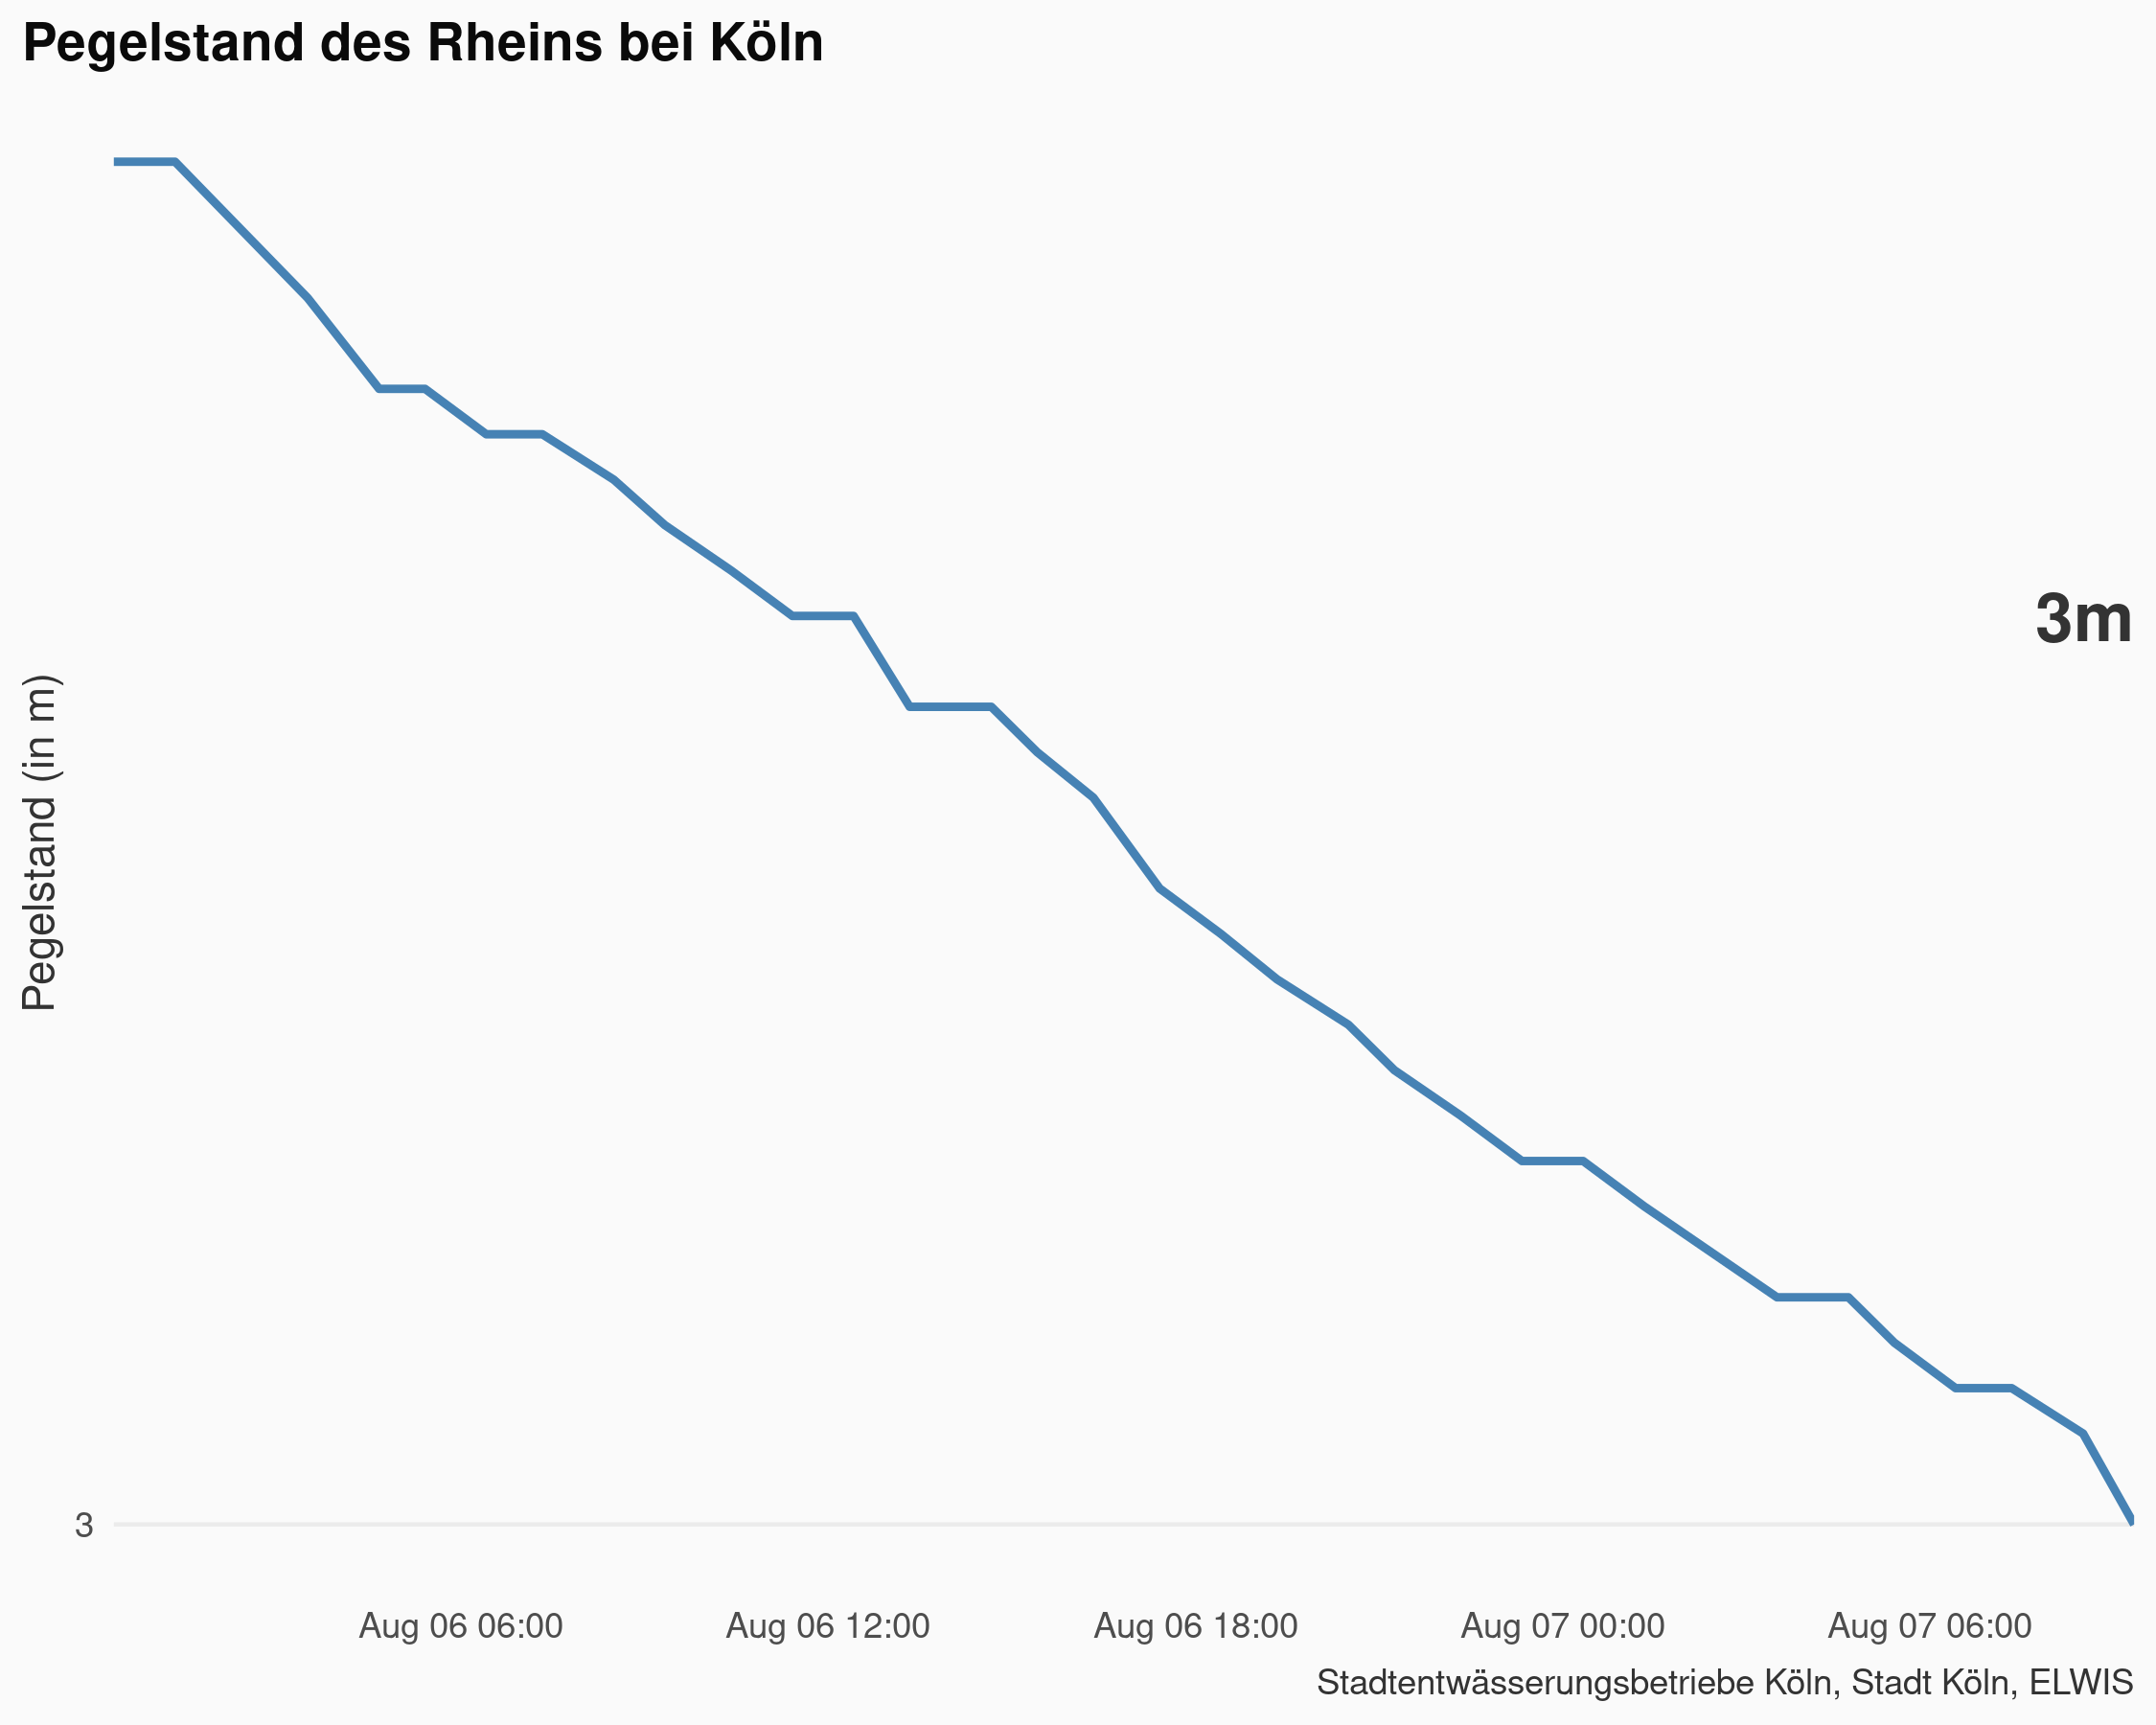 Pegelstand des Rheins bei Köln
3m
Pegelstand (in m)
3
Aug 06 06:00
Aug 06 12:00
Aug 06 18:00
Aug 07 00:00
Aug 07 06:00
Stadtentwässerungsbetriebe Köln, Stadt Köln, ELWIS